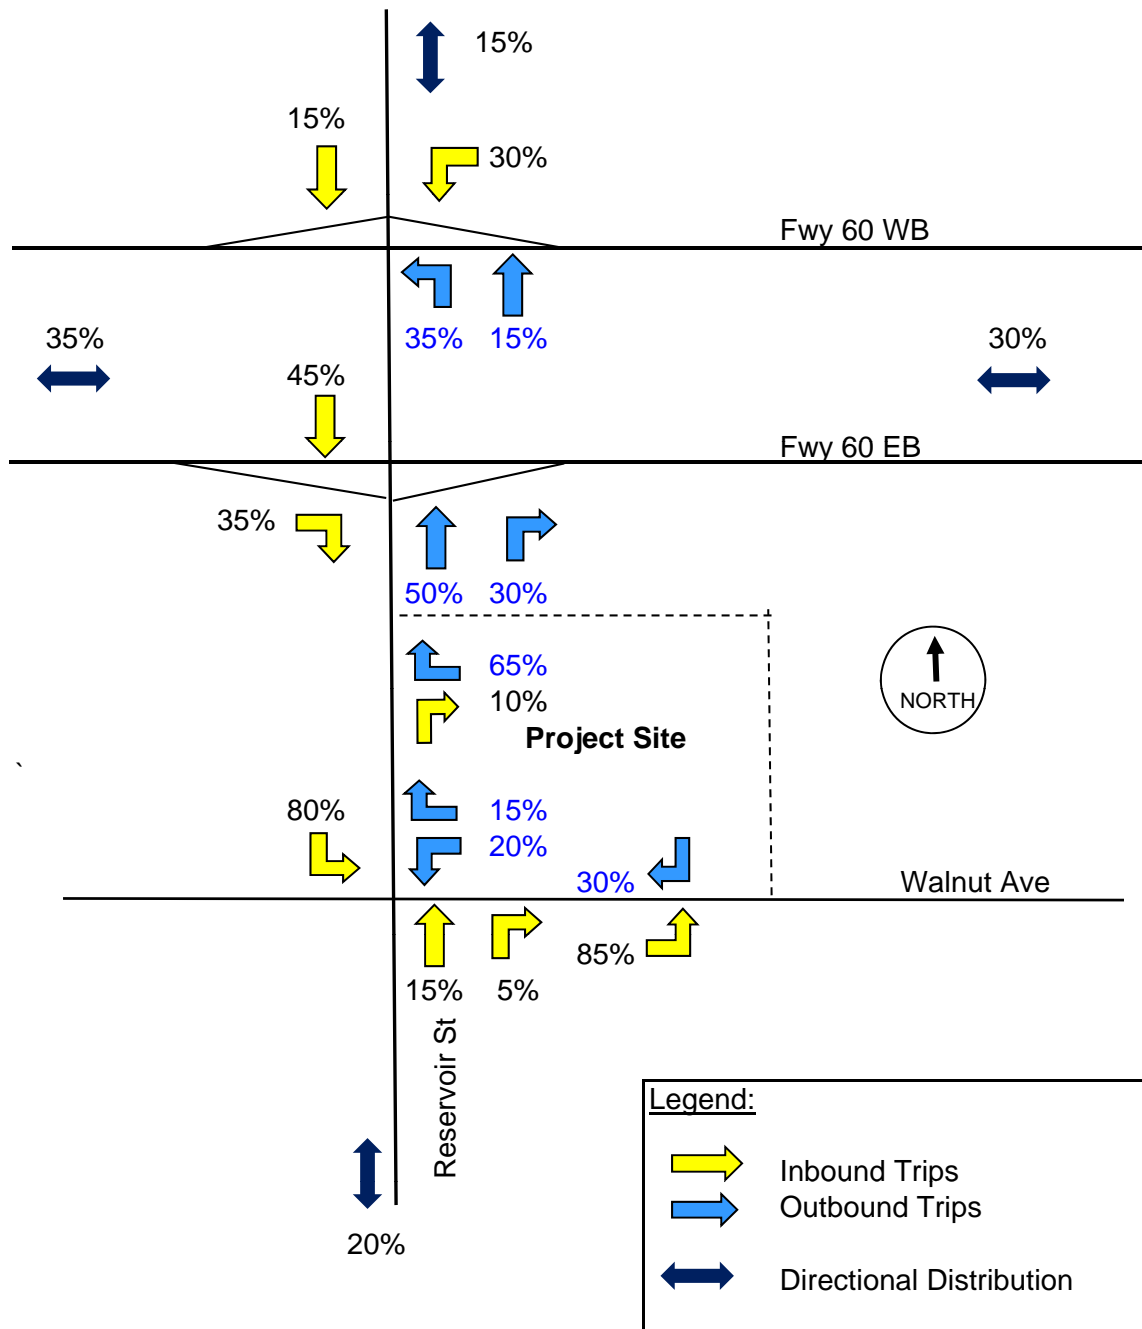 15%
15%
30%
Fwy 60 WB
35%
35%
15%
30%
45%
Fwy 60 EB
35%
50%
30%
65%
10%
NORTH
Project Site
`
80%
15%
20%
30%
Walnut Ave
85%
15%
5%
Reservoir St
Legend:
Inbound Trips
Outbound Trips
20%
Directional Distribution